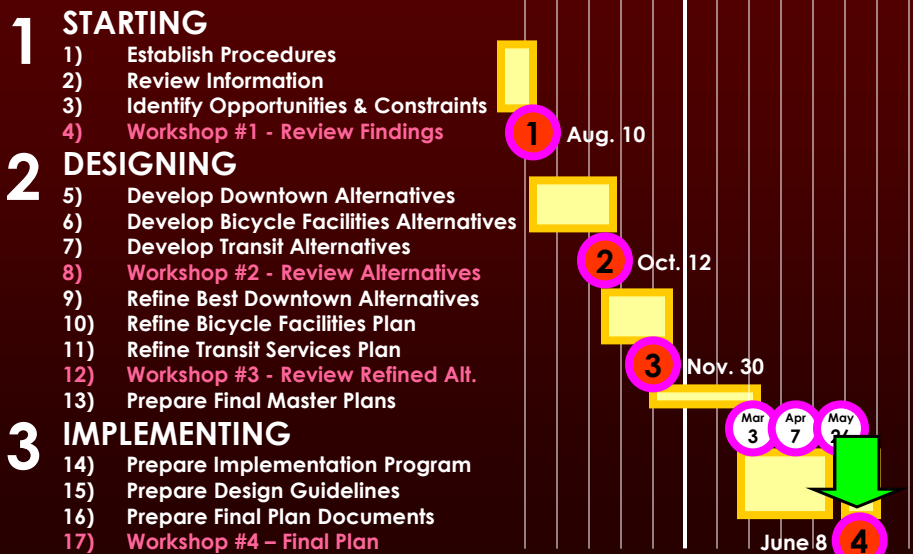 1 STARTING
1) Establish Procedures
2) Review Information
3) Identify Opportunities & Constraints
4) Workshop #1 - Review Findings
1 Aug. 10
2 DESIGNING
5) Develop Downtown Alternatives
6) Develop Bicycle Facilities Alternatives
7) Develop Transit Alternatives
8) Workshop #2 - Review Alternatives
2 Oct. 12
9) Refine Best Downtown Alternatives
10) Refine Bicycle Facilities Plan
11) Refine Transit Services Plan
12) Workshop #3 - Review Refined Alt.
3 Nov. 30
13) Prepare Final Master Plans
Mar 3
Apr 7
May
3 IMPLEMENTING
14) Prepare Implementation Program
15) Prepare Design Guidelines
16) Prepare Final Plan Documents
17) Workshop #4 – Final Plan
June 8 4